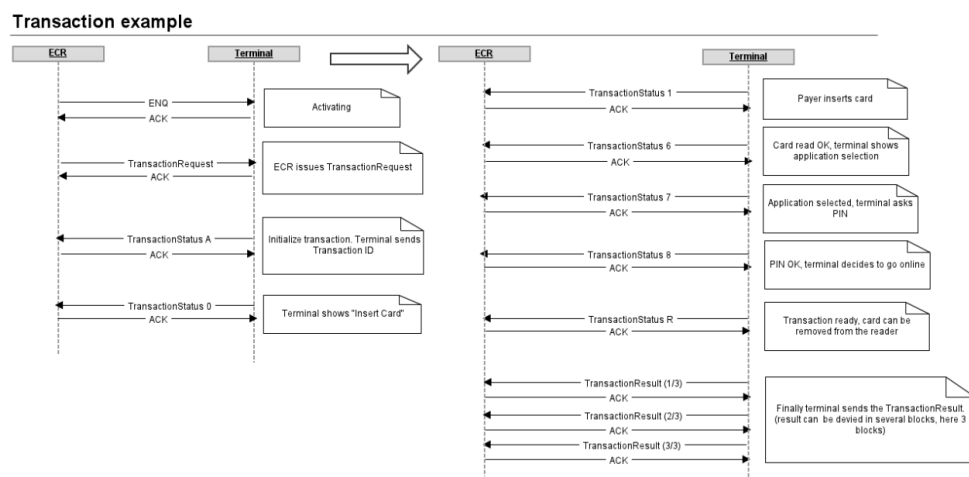 Transaction example
ECR
Terminal
ENQ
ACK
Activating
TransactionRequest
ACK
ECR issues TransactionRequest
TransactionStatus A
ACK
Initialize transaction. Terminal sends
Transaction ID
TransactionStatus 0
ACK
Terminal shows "Insert Card"
ECR
Terminal
TransactionStatus 1
ACK
Payer inserts card
TransactionStatus 6
ACK
Card read OK, terminal shows
application selection
TransactionStatus 7
ACK
Application selected, terminal asks
PIN
TransactionStatus 8
ACK
PIN OK, terminal decides to go online
TransactionStatus R
ACK
Transaction ready, card can be
removed from the reader
TransactionResult (1/3)
ACK
TransactionResult (2/3)
ACK
TransactionResult (3/3)
ACK
Finally terminal sends the TransactionResult.
(result can be devied in several blocks, here 3
blocks)